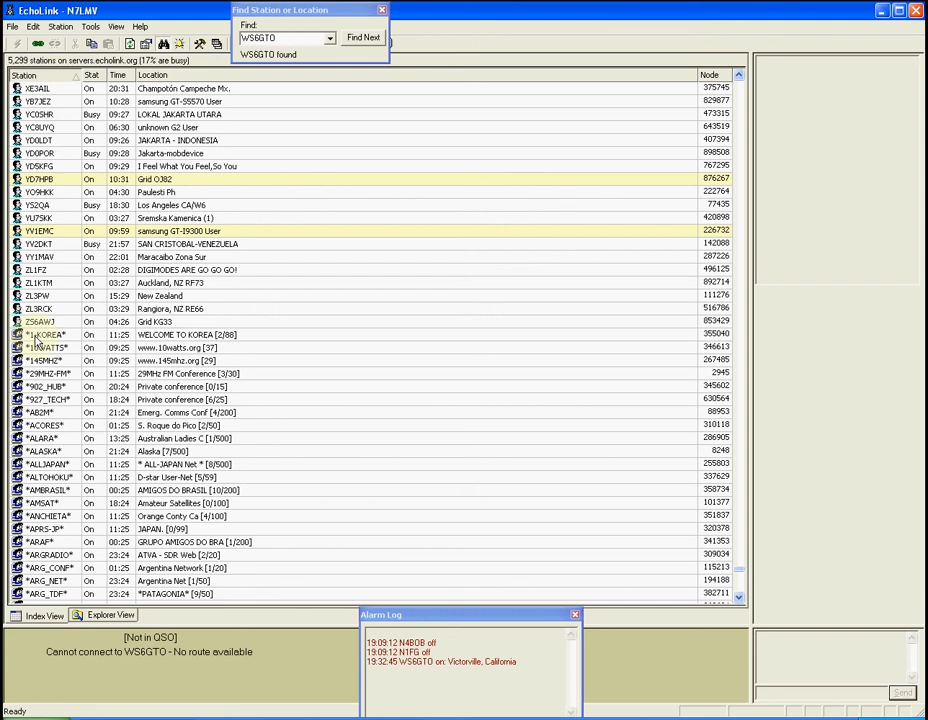 EchoLink - N7LMV
File Edit Station Tools View Help
Find Station or Location
Find:
WS6GTO
Find Next
WS6GTO found
5,299 stations on servers.echolink.org (17% are busy)
Station Stat Time Location Node
XE3AIL On 20:31 Champotón Campeche Mx. 375745
YB7JEZ On 10:28 samsung GT-S5570 User 829877
YC0SHR Busy 09:27 LOKAL JAKARTA UTARA 473315
YC8UYQ On 06:30 unknown G2 User 643519
YD0LDT On 09:26 JAKARTA - INDONESIA 407394
YD0POR Busy 09:28 Jakarta-mobdevice 898508
YD5KFG On 09:29 I Feel What You Feel,So You 767295
YD7HPB On 10:31 Grid OJ82 876267
YO9HKK On 04:30 Paulesti Ph 222764
YS2QA Busy 18:30 Los Angeles Ca W/6 77435
YU7SKK On 03:27 Sremska Kamenica (1) 420898
YV1EMC On 09:59 samsung GT-I9300 User 226732
YV2DKT Busy 21:57 SAN CRISTOBAL-VENEZUELA 142088
YY1MAV On 22:01 Maracaibo Zona Sur 287226
ZL1FZ On 02:28 DIGIMODES ARE GO GO GO! 496125
ZL1KTM On 03:27 Auckland, NZ RF73 892714
ZL3PW On 15:29 New Zealand 111276
ZL3RCK On 03:29 Rangiora, NZ RE66 516786
ZS6AWJ On 04:26 Grid KG33 853429
*1-KOREA* On 11:25 WELCOME TO KOREA [2/88] 355040
*10WATTS* On 09:25 www.10watts.org [37] 346613
*145MHZ* On 09:25 www.145mhz.org [29] 267485
*29MHZ-FM* On 11:25 29MHz FM Conference [3/30] 2945
*902_HUB* On 20:24 Private conference [0/15] 345602
*927_TECH* On 18:24 Private conference [6/25] 630564
*AB2M* On 21:24 Emerg. Comms Conf [4/200] 88953
*ACORES* On 01:25 S. Roque do Pico [2/50] 310118
*ALARA* On 13:25 Australian Ladies C [1/500] 286905
*ALASKA* On 21:24 Alaska [7/500] 8248
*ALLJAPAN* On 11:25 * ALL-JAPAN Net * [8/500] 255803
*ALTOHOKU* On 11:25 D-star User-Net [5/59] 337629
*AMBRASIL* On 00:25 AMIGOS DO BRASIL [10/200] 358734
*AMSAT* On 18:24 Amateur Satellites [0/100] 101377
*ANCHIETA* On 11:25 Orange Conty Ca [4/100] 351837
*APRS-JP* On 11:25 JAPAN. [0/99] 320378
*ARAF* On 00:25 GRUPO AMIGOS DO BRA [1/200] 341353
*ARGRADIO* On 23:24 ATVA - SDR Web [2/20] 309034
*ARG_CONF* On 01:25 Argentina Network [1/20] 115213
*ARG_NET* On 23:24 Argentina Net [1/50] 194188
*ARG_TDF* On 23:24 *PATAGONIA* [9/50] 382711
Index View Explorer View
[Not in QSO]
Cannot connect to WS6GTO - No route available
Alarm Log
19:09:12 N4BOB off
19:09:12 N1FG off
19:32:45 WS6GTO on: Victorville, California
Send
Ready